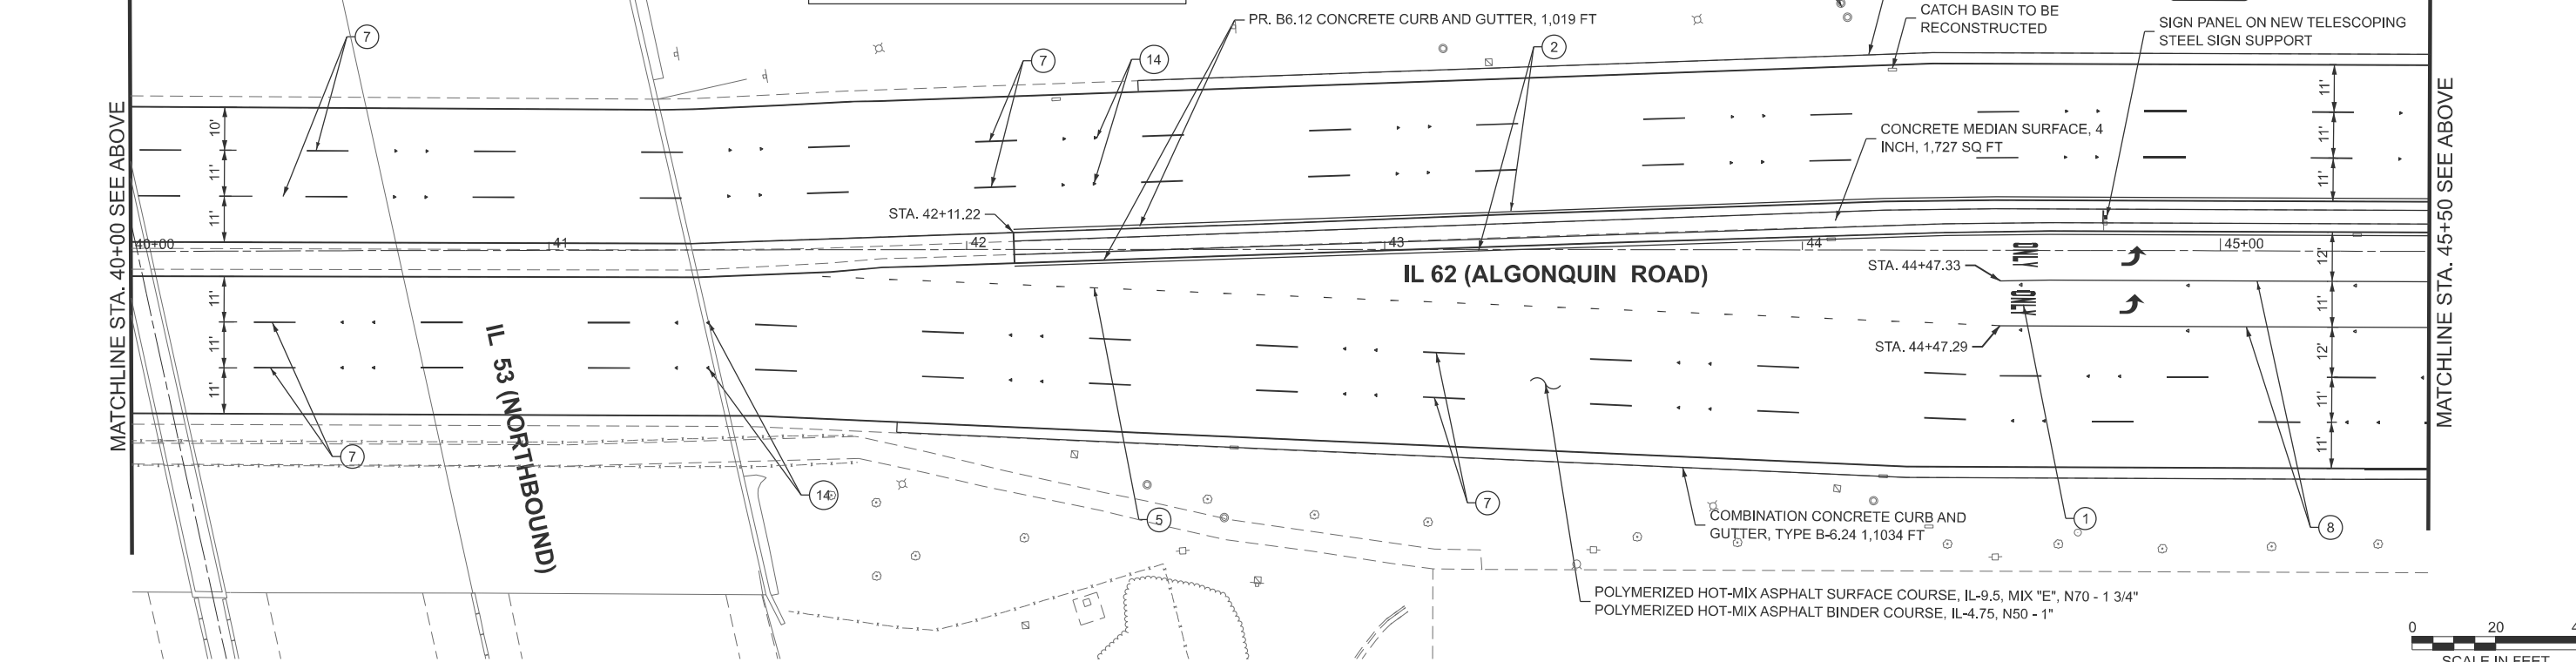 PR. B6.12 CONCRETE CURB AND GUTTER, 1,019 FT
CATCH BASIN TO BE
RECONSTRUCTED
SIGN PANEL ON NEW TELESCOPING
STEEL SIGN SUPPORT
7
7
14
2
MATCHLINE STA. 40+00 SEE ABOVE
10'
11'
11'
CONCRETE MEDIAN SURFACE, 4
INCH, 1,727 SQ FT
11'
11'
11'
MATCHLINE STA. 45+50 SEE ABOVE
STA. 42+11.22
40+00
41
42
43
44
45+00
IL 62 (ALGONQUIN ROAD)
STA. 44+47.33
ONLY
ONLY
STA. 44+47.29
11'
11'
11'
12'
11'
12'
11'
11'
IL 53 (NORTHBOUND)
7
14
5
7
1
8
COMBINATION CONCRETE CURB AND
GUTTER, TYPE B-6.24 1,1034 FT
POLYMERIZED HOT-MIX ASPHALT SURFACE COURSE, IL-9.5, MIX "E", N70 - 1 3/4"
POLYMERIZED HOT-MIX ASPHALT BINDER COURSE, IL-4.75, N50 - 1"
0 20
SCALE IN FEET